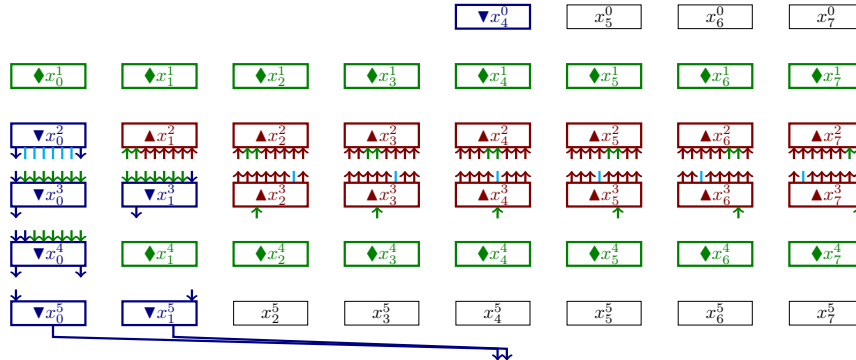 ▼x_4^0 x_5^0 x_6^0 x_7^0
♦x_0^1 ♦x_1^1 ♦x_2^1 ♦x_3^1 ♦x_4^1 ♦x_5^1 ♦x_6^1 ♦x_7^1
▼x_0^2 ▲x_1^2 ▲x_2^2 ▲x_3^2 ▲x_4^2 ▲x_5^2 ▲x_6^2 ▲x_7^2
▼x_0^3 ▼x_1^3 ▲x_2^3 ▲x_3^3 ▲x_4^3 ▲x_5^3 ▲x_6^3 ▲x_7^3
▼x_0^4 ♦x_1^4 ♦x_2^4 ♦x_3^4 ♦x_4^4 ♦x_5^4 ♦x_6^4 ♦x_7^4
▼x_0^5 ▼x_1^5 x_2^5 x_3^5 x_4^5 x_5^5 x_6^5 x_7^5